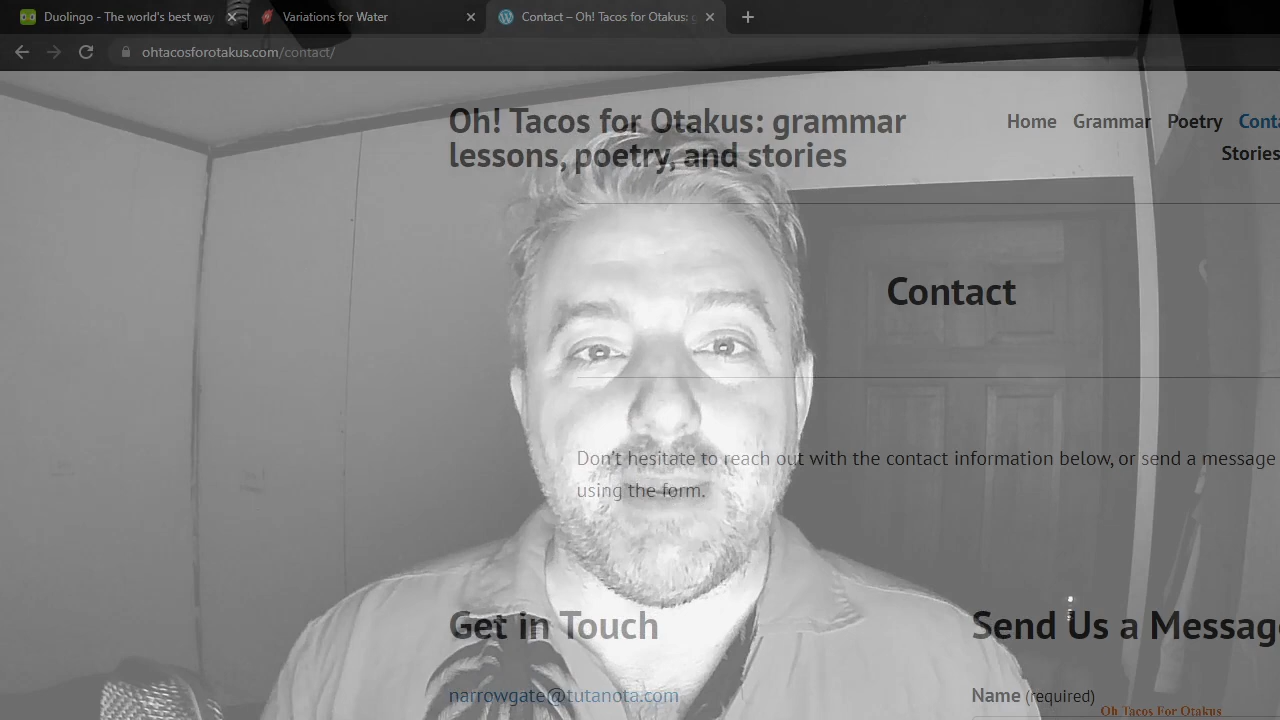 Duolingo - The world's best way
Variations for Water
Contact – Oh! Tacos for Otakus: g
ohtacosforotakus.com/contact/
Oh! Tacos for Otakus: grammar
lessons, poetry, and stories
Home Grammar Poetry Conta
Stories
Contact
Don't hesitate to reach out with the contact information below, or send a message
using the form.
Get in Touch
Send Us a Message
narrowgate@tutanota.com
Name (required)
Oh Tacos For Otakus